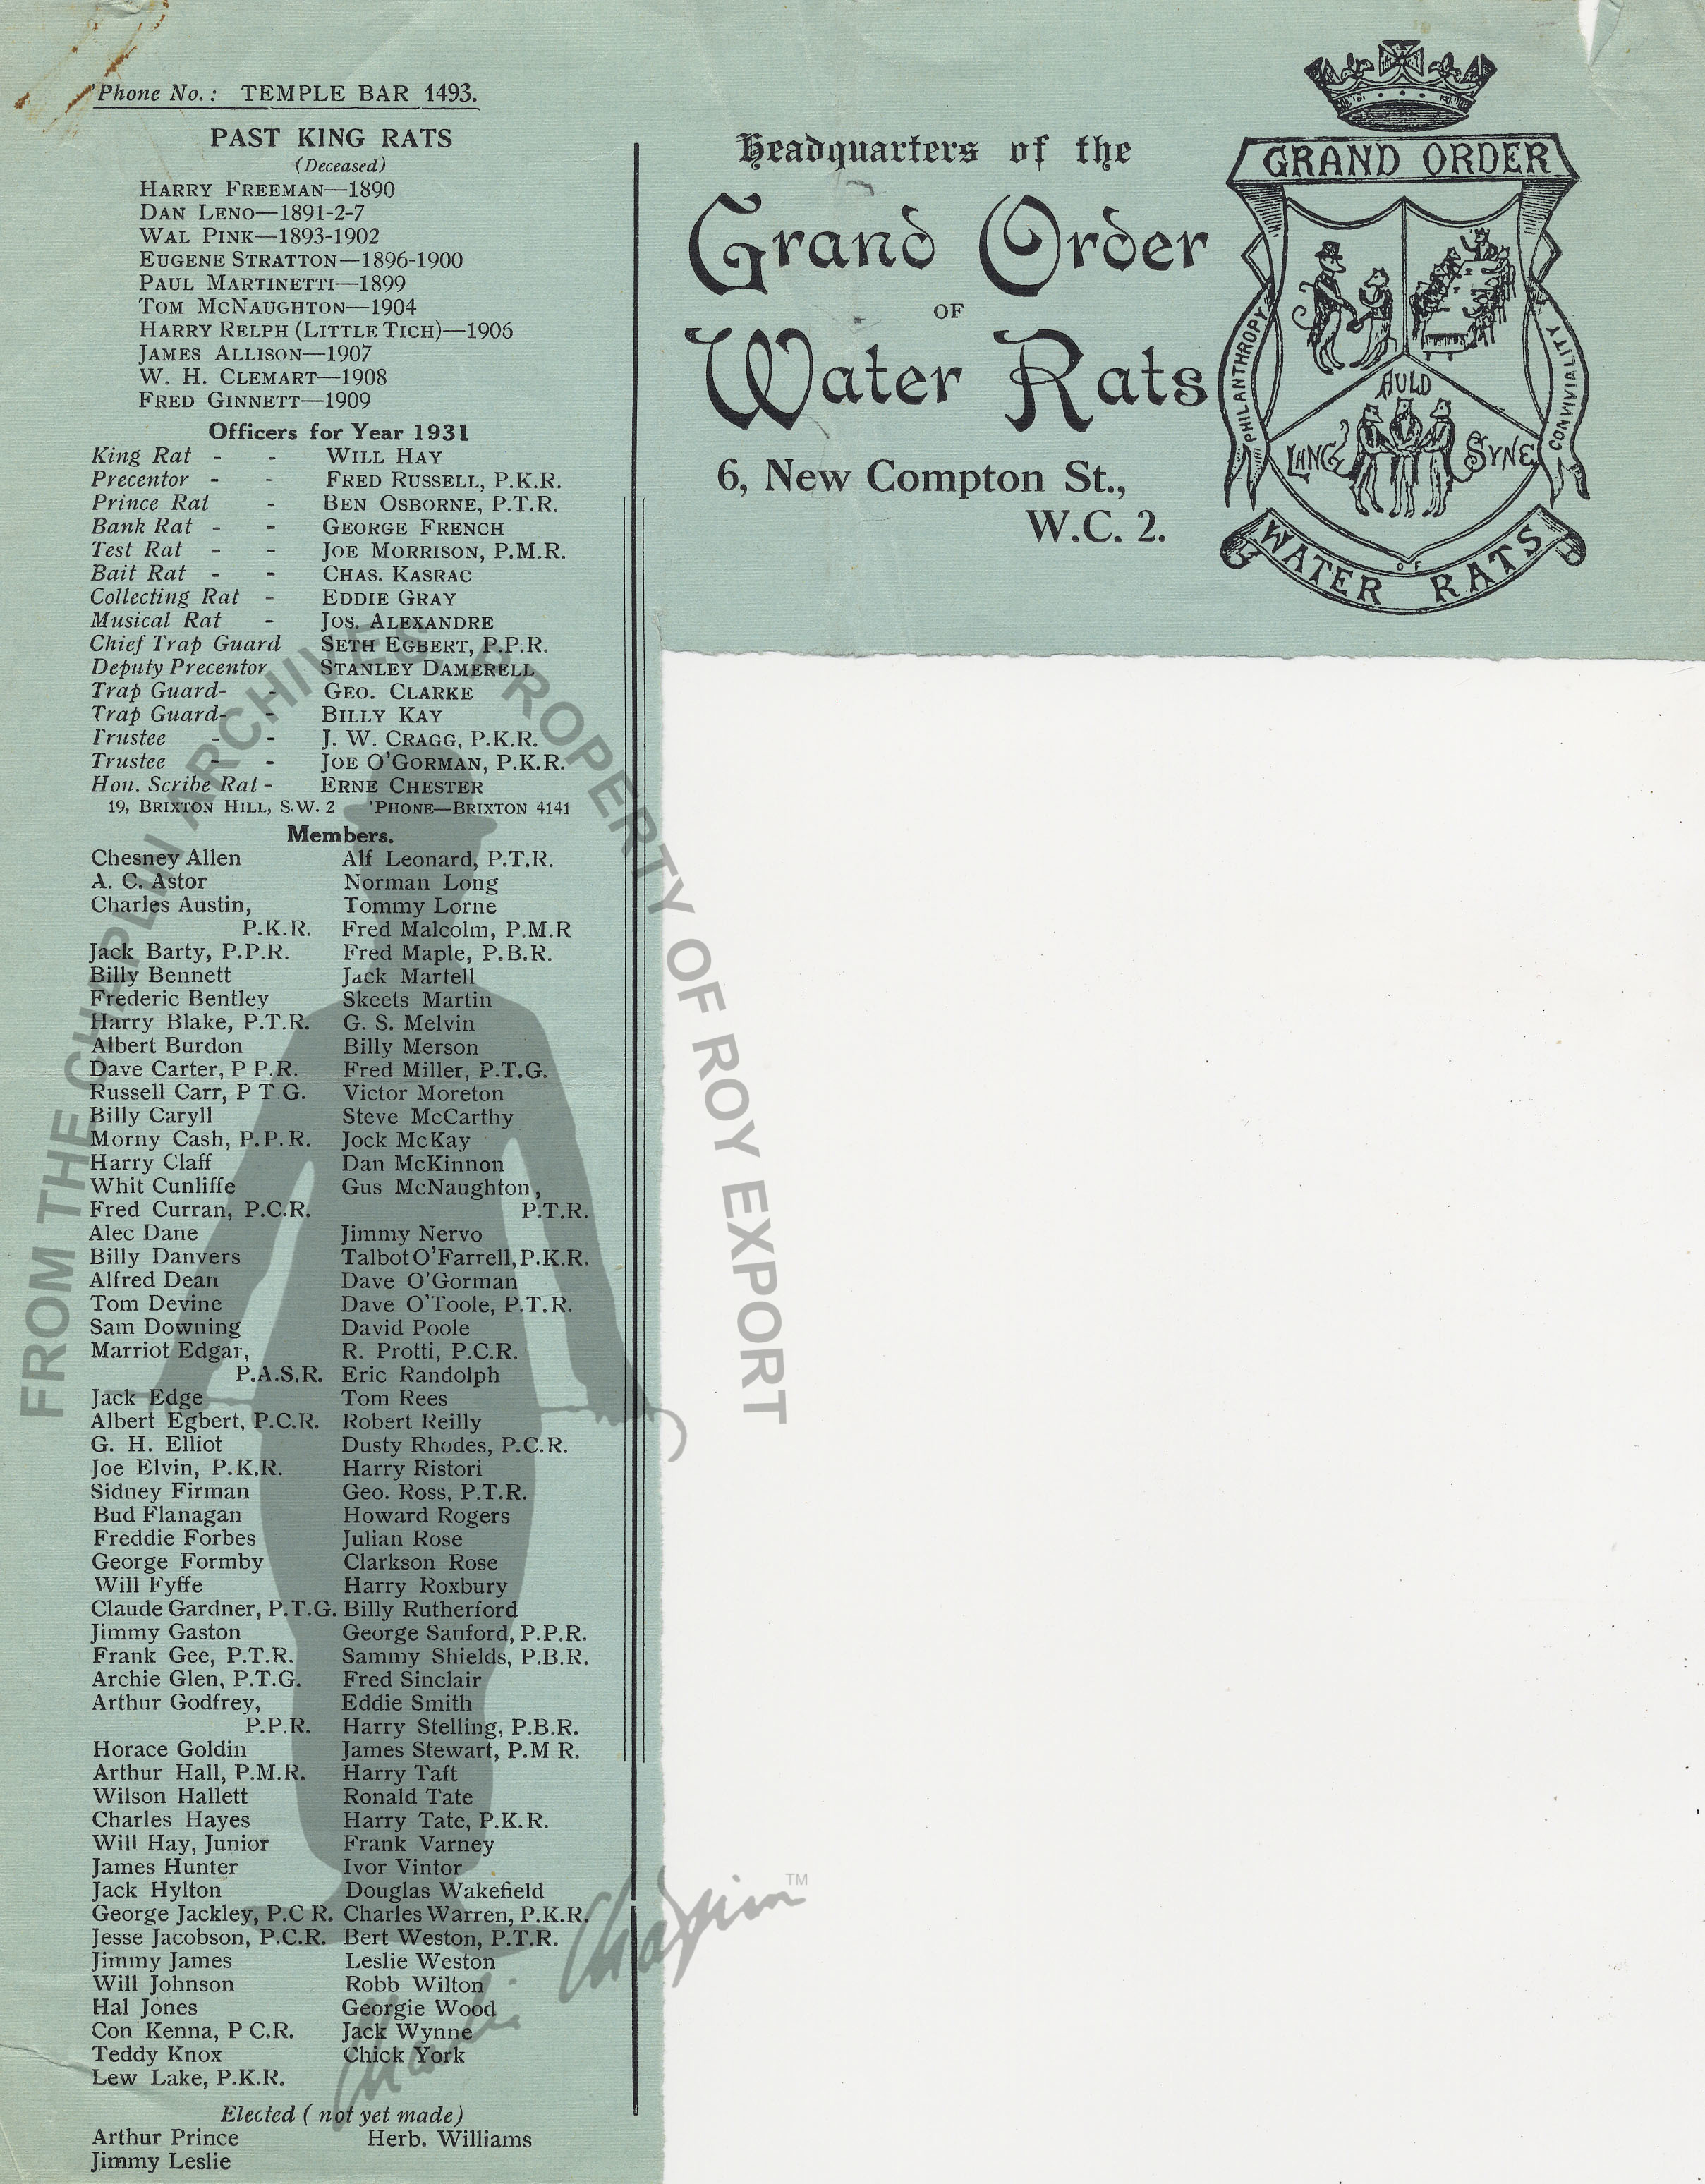 Phone No.: TEMPLE BAR 1493.
PAST KING RATS
(Deceased)
HARRY FREEMAN—1890
DAN LENO—1891-2-7
WAL PINK—1893-1902
EUGENE STRATTON—1896-1900
PAUL MARTINETTI—1899
TOM MCNAUGHTON—1904
HARRY RELPH (LITTLE TICH)—1906
JAMES ALLISON—1907
W. H. CLEMART—1908
FRED GINNETT—1909
Officers for Year 1931
King Rat - - WILL HAY
Precentor - - FRED RUSSELL, P.K.R.
Prince Rat - BEN OSBORNE, P.T.R.
Bank Rat - - GEORGE FRENCH
Test Rat - - JOE MORRISON, P.M.R.
Bait Rat - - CHAS. KASRAC
Collecting Rat - EDDIE GRAY
Musical Rat - JOS. ALEXANDRE
Chief Trap Guard SETH EGBERT, P.P.R.
Deputy Precentor STANLEY DAMERELL
Trap Guard- - GEO. CLARKE
Trap Guard- - BILLY KAY
Trustee - - J. W. CRAGG, P.K.R.
Trustee - - JOE O'GORMAN, P.K.R.
Hon. Scribe Rat - ERNE CHESTER
19, BRIXTON HILL, S.W. 2 'PHONE—BRIXTON 4141
Members.
Chesney Allen
A. C. Astor
Charles Austin,
P.K.R.
Jack Barty, P.P.R.
Billy Bennett
Frederic Bentley
Harry Blake, P.T.R.
Albert Burdon
Dave Carter, P P.R.
Russell Carr, P T.G.
Billy Caryll
Morny Cash, P.P.R.
Harry Claff
Whit Cunliffe
Fred Curran, P.C.R.
Alec Dane
Billy Danvers
Alfred Dean
Tom Devine
Sam Downing
Marriot Edgar,
P.A.S.R.
Jack Edge
Albert Egbert, P.C.R.
G. H. Elliot
Joe Elvin, P.K.R.
Sidney Firman
Bud Flanagan
Freddie Forbes
George Formby
Will Fyffe
Claude Gardner, P.T.G.
Jimmy Gaston
Frank Gee, P.T.R.
Archie Glen, P.T.G.
Arthur Godfrey,
P.P.R.
Horace Goldin
Arthur Hall, P.M.R.
Wilson Hallett
Charles Hayes
Will Hay, Junior
James Hunter
Jack Hylton
George Jackley, P.C R.
Jesse Jacobson, P.C.R.
Jimmy James
Will Johnson
Hal Jones
Con Kenna, P C.R.
Teddy Knox
Lew Lake, P.K.R.
Alf Leonard, P.T.R.
Norman Long
Tommy Lorne
Fred Malcolm, P.M.R
Fred Maple, P.B.R.
Jack Martell
Skeets Martin
G. S. Melvin
Billy Merson
Fred Miller, P.T.G.
Victor Moreton
Steve McCarthy
Jock McKay
Dan McKinnon
Gus McNaughton,
P.T.R.
Jimmy Nervo
Talbot O'Farrell, P.K.R.
Dave O'Gorman
Dave O'Toole, P.T.R.
David Poole
R. Protti, P.C.R.
Eric Randolph
Tom Rees
Robert Reilly
Dusty Rhodes, P.C.R.
Harry Ristori
Geo. Ross, P.T.R.
Howard Rogers
Julian Rose
Clarkson Rose
Harry Roxbury
Billy Rutherford
George Sanford, P.P.R.
Sammy Shields, P.B.R.
Fred Sinclair
Eddie Smith
Harry Stelling, P.B.R.
James Stewart, P.M R.
Harry Taft
Ronald Tate
Harry Tate, P.K.R.
Frank Varney
Ivor Vintor
Douglas Wakefield
Charles Warren, P.K.R.
Bert Weston, P.T.R.
Leslie Weston
Robb Wilton
Georgie Wood
Jack Wynne
Chick York
Elected ( not yet made)
Arthur Prince
Jimmy Leslie
Herb. Williams
Headquarters of the
Grand Order
OF
Water Rats
6, New Compton St.,
W.C. 2.
GRAND ORDER
PHILANTHROPY
CONVIVIALITY
AULD
LANG SYNE
OF
WATER RATS
FROM THE CHAPLIN ARCHIVES PROPERTY OF ROY EXPORT
Charlie Chaplin TM